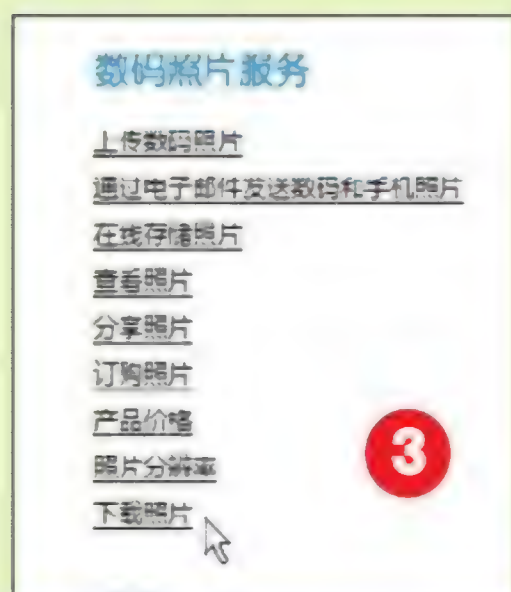 数码照片服务
上传数码照片
通过电子邮件发送数码和手机照片
在线存储照片
查看照片
分享照片
订购照片
产品价格
照片分辨率
下载照片
3